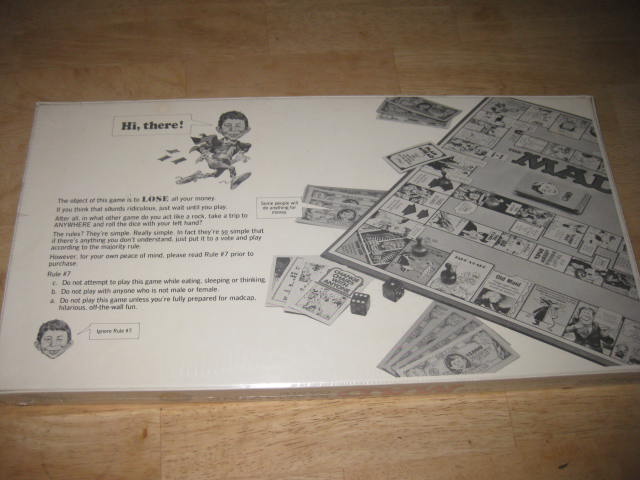 Hi, there!
The object of this game is to LOSE all your money.
If you think that sounds ridiculous, just wait until you play.
After all, in what other game do you act like a rock, take a trip to
ANYWHERE and roll the dice with your left hand?
The rules? They're simple. Really simple. In fact they're so simple that
if there's anything you don't understand, just put it to a vote and play
according to the majority rule.
However, for your own peace of mind, please read Rule #7 prior to
purchase.
Rule #7
c. Do not attempt to play this game while eating, sleeping or thinking.
b. Do not play with anyone who is not male or female.
a. Do not play this game unless you're fully prepared for madcap,
hilarious, off-the-wall fun.
Ignore Rule #5
Some people will
do anything for
money.
MAD
Old Maid